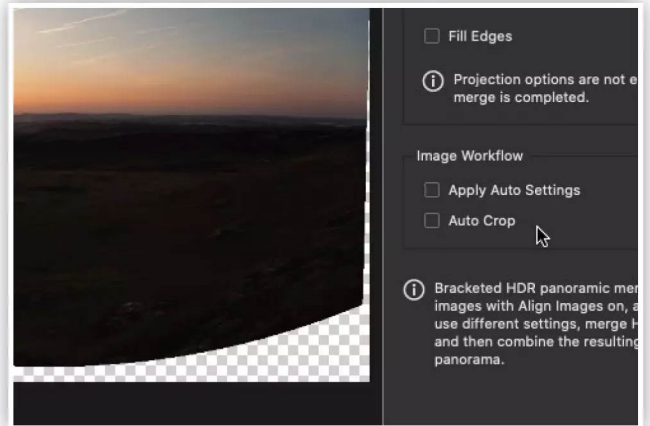 Fill Edges
Projection options are not e
merge is completed.
Image Workflow
Apply Auto Settings
Auto Crop
Bracketed HDR panoramic mer
images with Align Images on, a
use different settings, merge H
and then combine the resulting
panorama.